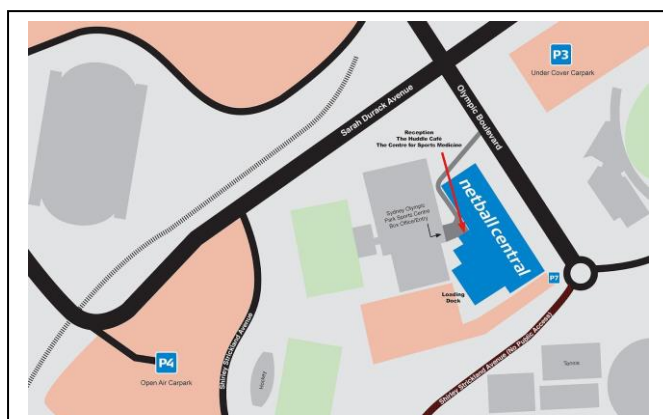 P3
Under Cover Carpark
Sarah Durack Avenue
Olympic Boulevard
Reception
The Huddle Café
The Centre for Sports Medicine
netball central
Sydney Olympic
Park Sports Centre
Box Office/Entry
P7
Loading
Dock
P4
Open Air Carpark
Shirley Strickland Avenue
Hockey
Shirley Strickland Avenue (No Public Access)
Tennis